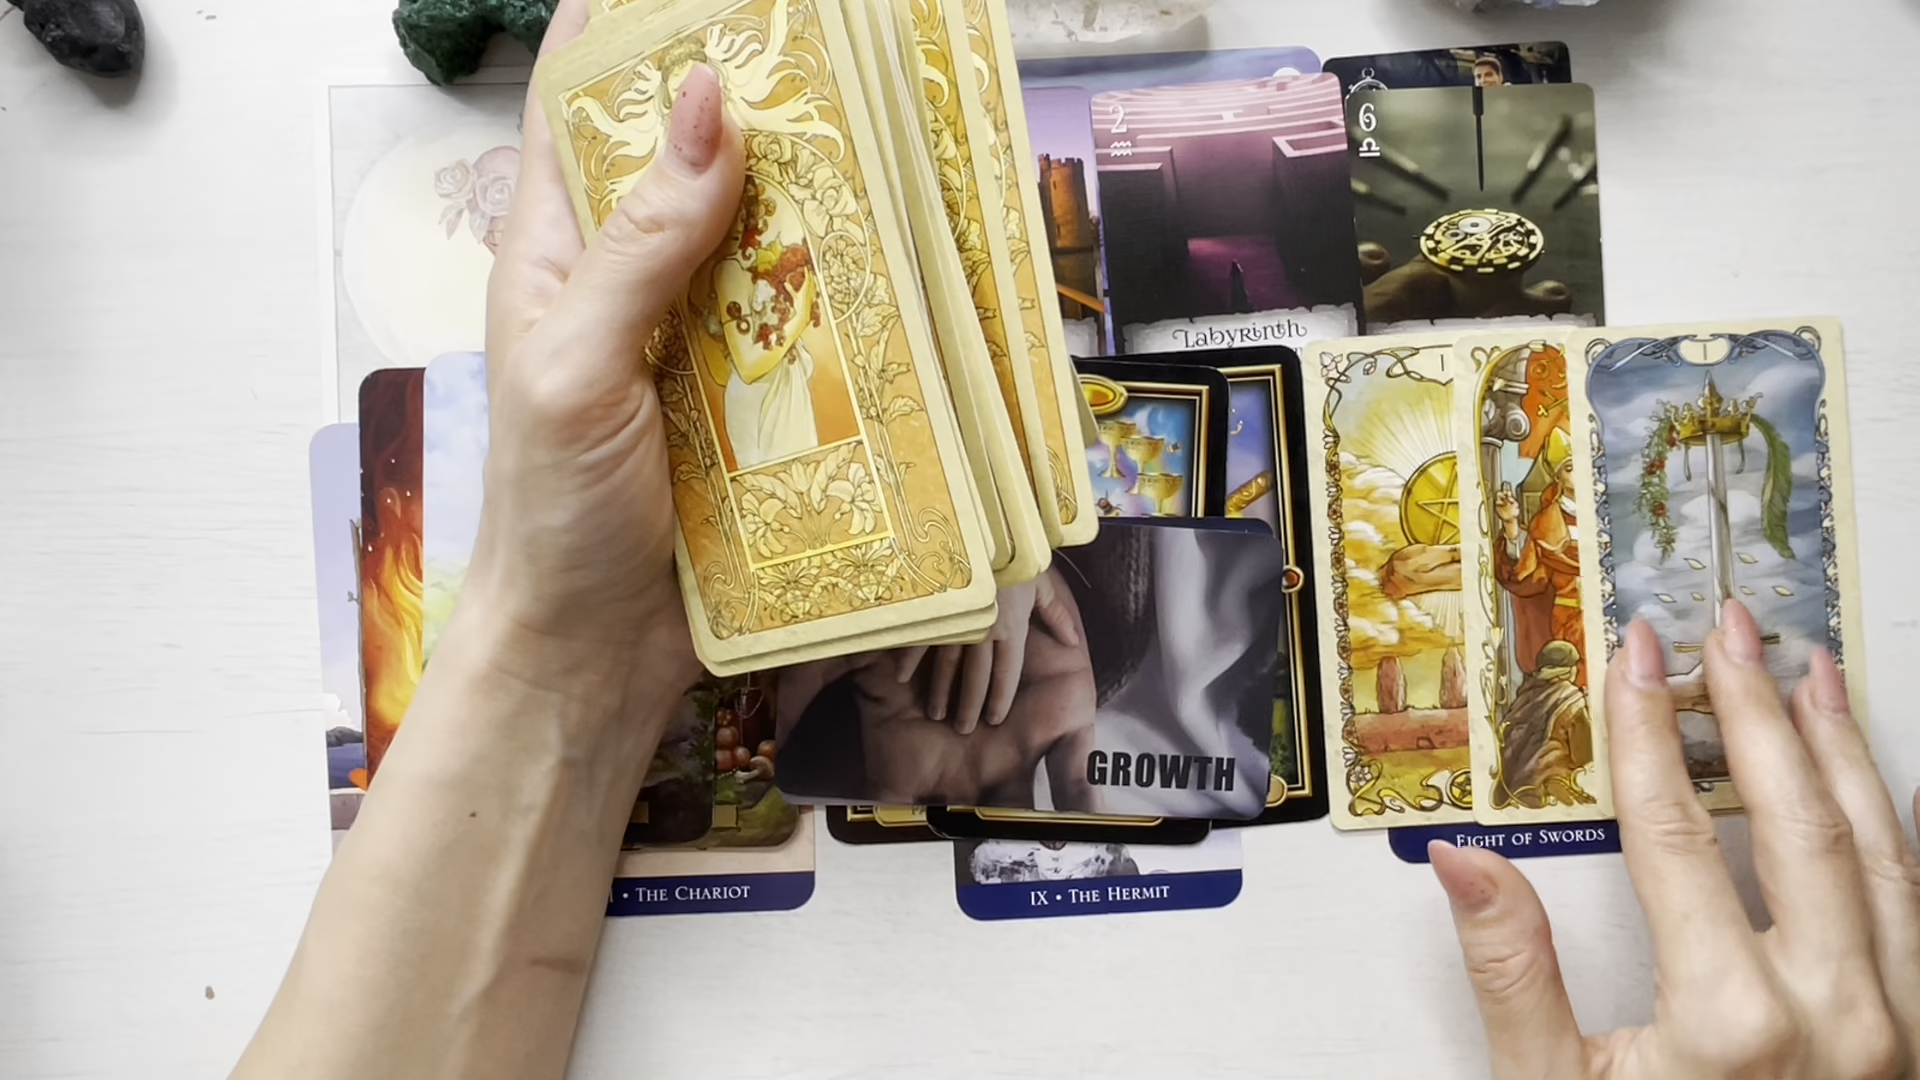 2
6
Labyrinth
I
I
GROWTH
EIGHT OF SWORDS
I • THE CHARIOT
IX • THE HERMIT